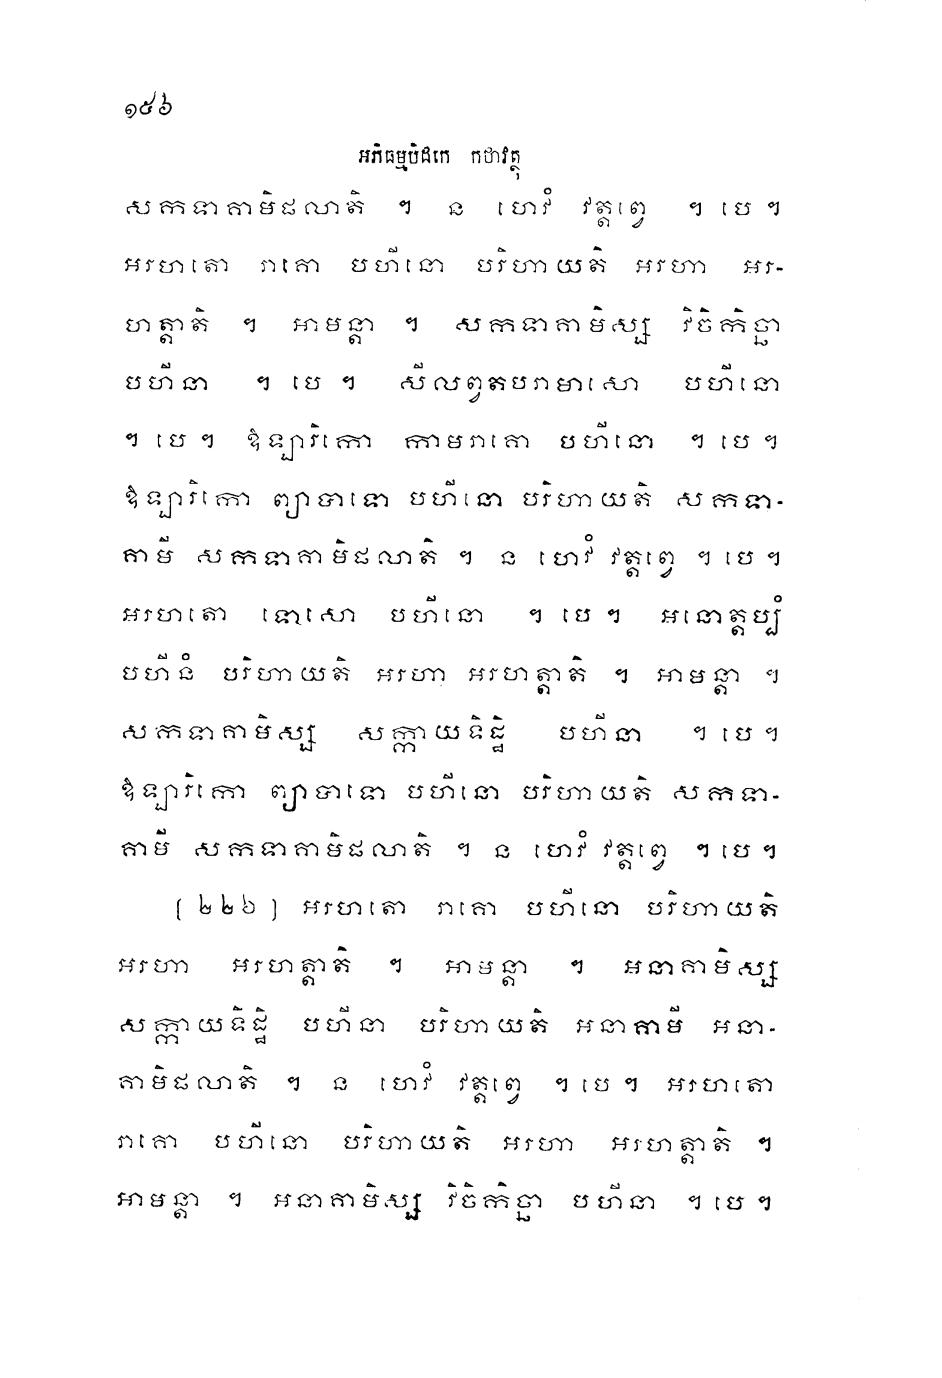 ១៥៦
អភិធម្មបិដកេ កថាវត្ថុ
សកទាគាមិផលាតិ ។ ន ហេវំ វត្តព្វេ ។ បេ ។
អរហតោ រាគោ បហីនោ បរិហាយតិ អរហា អរ-
ហត្តាតិ ។ អាមន្តា ។ សកទាគាមិស្ស វិចិកិច្ឆា
បហីនា ។ បេ ។ សីលព្វតបរាមាសោ បហីនោ
។ បេ ។ ឱឡារិកោ កាមរាគោ បហីនោ ។ បេ ។
ឱឡារិកោ ព្យាបាទោ បហីនោ បរិហាយតិ សកទា-
គាមី សកទាគាមិផលាតិ ។ ន ហេវំ វត្តព្វេ ។ បេ ។
អរហតោ ទោសោ បហីនោ ។ បេ ។ អនោត្តប្បំ
បហីនំ បរិហាយតិ អរហា អរហត្តាតិ ។ អាមន្តា ។
សកទាគាមិស្ស សក្កាយទិដ្ឋិ បហីនា ។ បេ ។
ឱឡារិកោ ព្យាបាទោ បហីនោ បរិហាយតិ សកទា-
គាមី សកទាគាមិផលាតិ ។ ន ហេវំ វត្តព្វេ ។ បេ ។
[២២៦] អរហតោ រាគោ បហីនោ បរិហាយតិ
អរហា អរហត្តាតិ ។ អាមន្តា ។ អនាគាមិស្ស
សក្កាយទិដ្ឋិ បហីនា បរិហាយតិ អនាគាមី អនា-
គាមិផលាតិ ។ ន ហេវំ វត្តព្វេ ។ បេ ។ អរហតោ
រាគោ បហីនោ បរិហាយតិ អរហា អរហត្តាតិ ។
អាមន្តា ។ អនាគាមិស្ស វិចិកិច្ឆា បហីនា ។ បេ ។